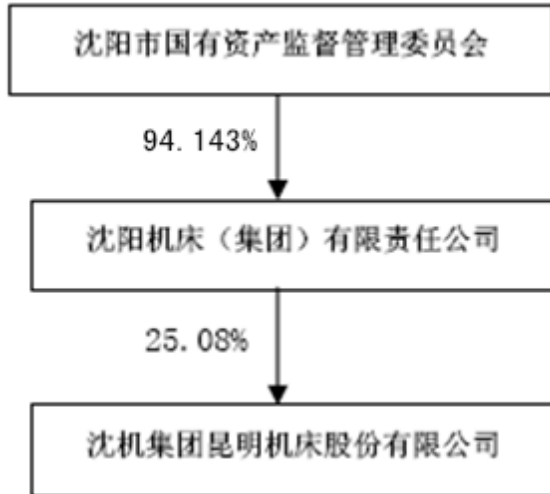 沈阳市国有资产监督管理委员会
94.143%
沈阳机床（集团）有限责任公司
25.08%
沈机集团昆明机床股份有限公司